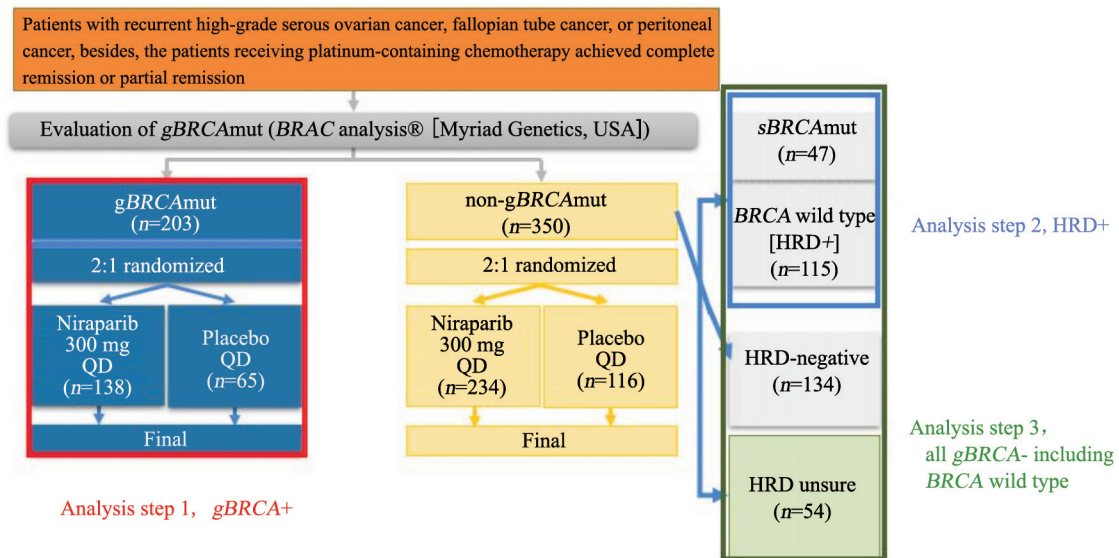 Patients with recurrent high-grade serous ovarian cancer, fallopian tube cancer, or peritoneal
cancer, besides, the patients receiving platinum-containing chemotherapy achieved complete
remission or partial remission
Evaluation of gBRCAmut (BRAC analysis® [Myriad Genetics, USA])
gBRCAmut
(n=203)
2:1 randomized
Niraparib
300 mg
QD
(n=138)
Placebo
QD
(n=65)
Final
Analysis step 1, gBRCA+
non-gBRCAmut
(n=350)
2:1 randomized
Niraparib
300 mg
QD
(n=234)
Placebo
QD
(n=116)
Final
sBRCAmut
(n=47)
BRCA wild type
[HRD+]
(n=115)
HRD-negative
(n=134)
HRD unsure
(n=54)
Analysis step 2, HRD+
Analysis step 3,
all gBRCA- including
BRCA wild type